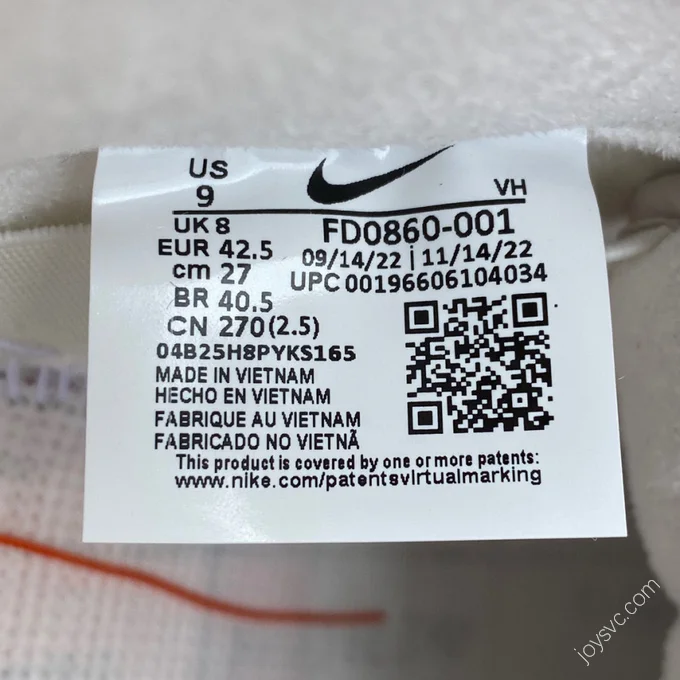 US
9
VH
UK 8
FD0860-001
EUR 42.5
09/14/22 | 11/14/22
cm 27
UPC 00196606104034
BR 40.5
CN 270(2.5)
04B25H8PYKS165
MADE IN VIETNAM
HECHO EN VIETNAM
FABRIQUE AU VIETNAM
FABRICADO NO VIETNÃ
This product is covered by one or more patents:
www.nike.com/patentsvirtualmarking
joysvc.com